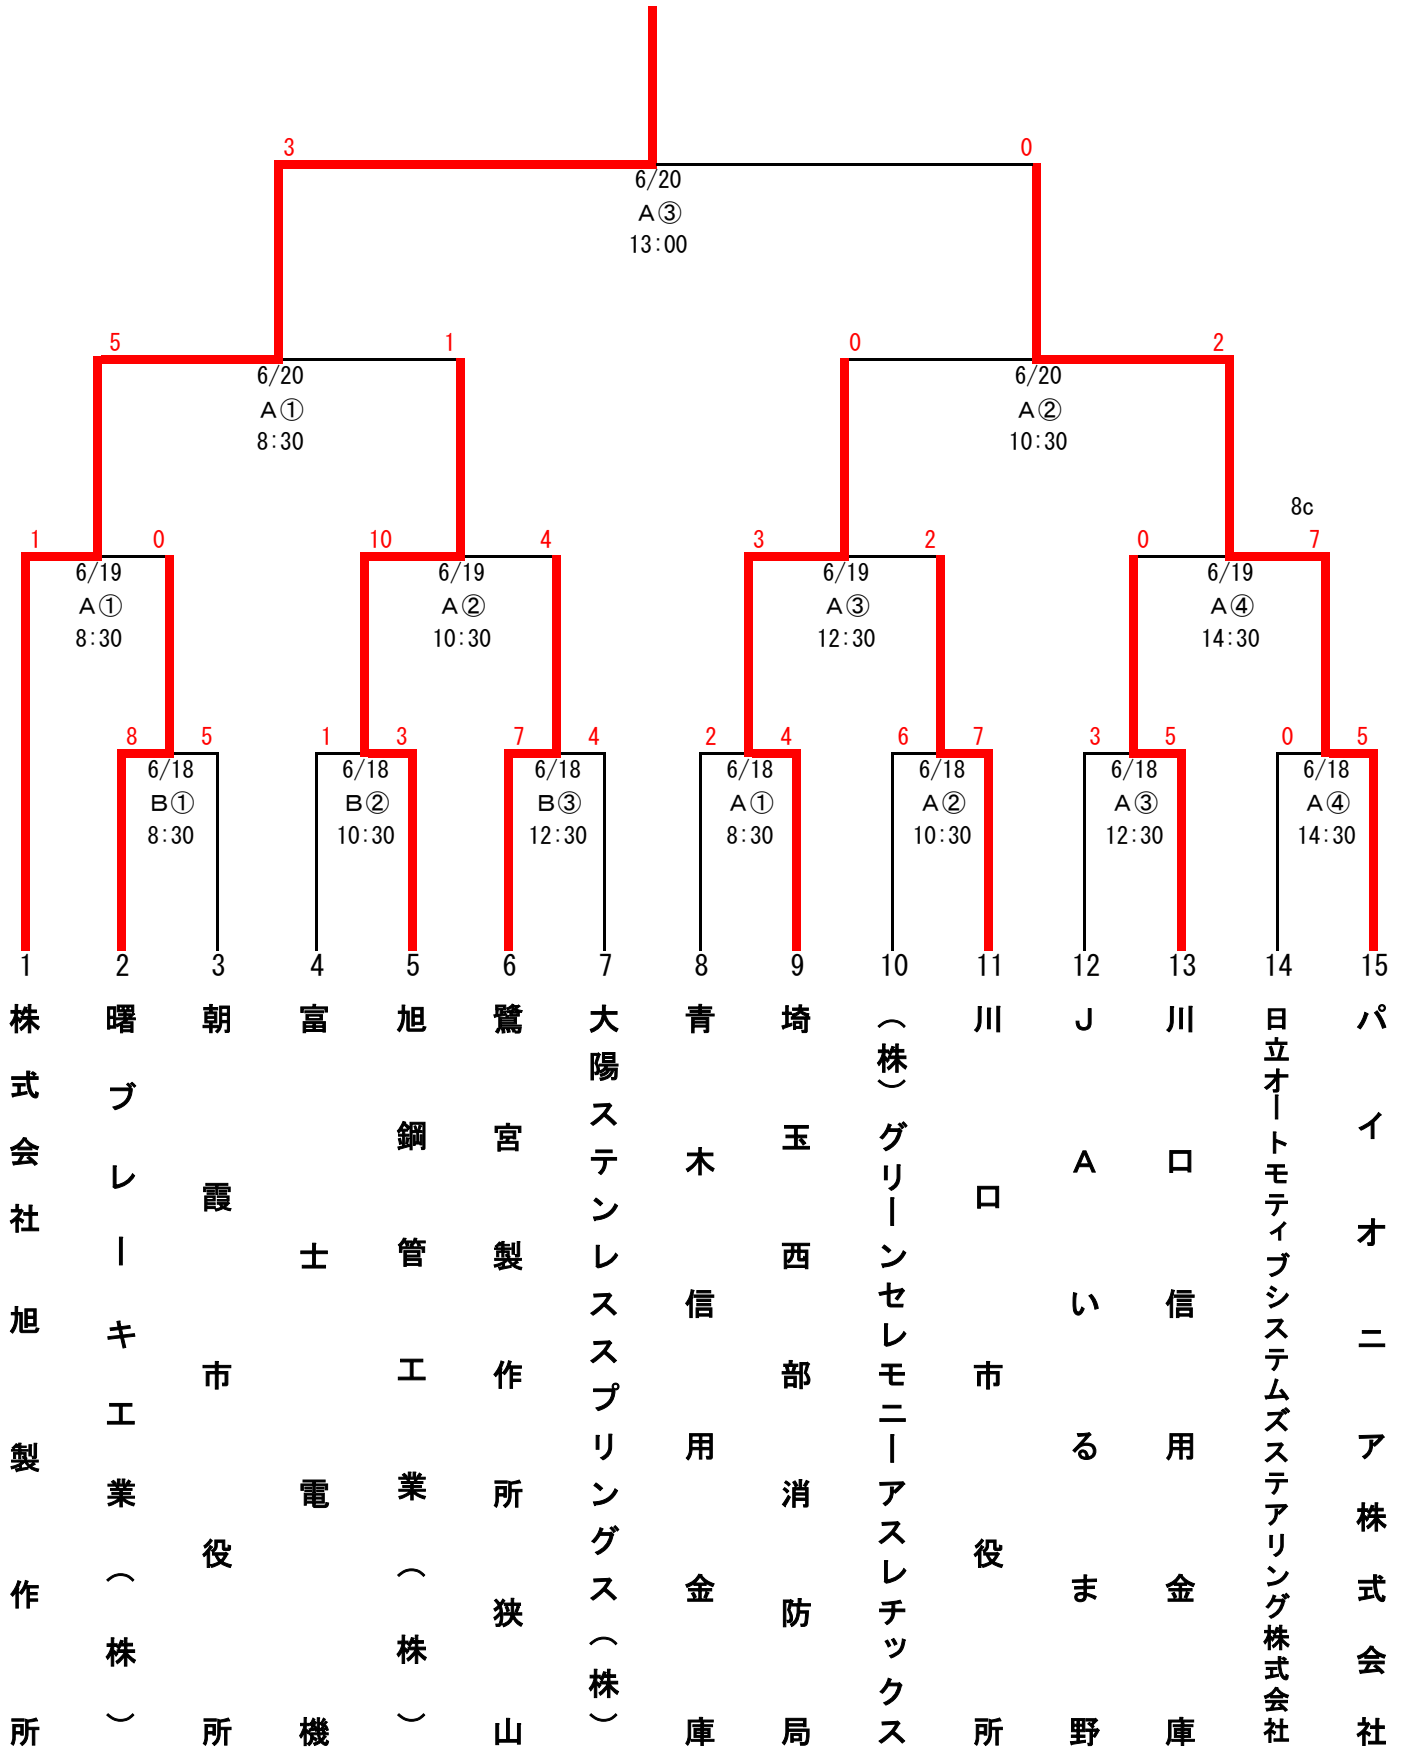 3 0
6/20
A③
13:00
5 1 0 2
6/20 6/20
A① A②
8:30 10:30
8c
1 0 10 4 3 2 0 7
6/19 6/19 6/19 6/19
A① A② A③ A④
8:30 10:30 12:30 14:30
8 5 1 3 7 4 2 4 6 7 3 5 0 5
6/18 6/18 6/18 6/18 6/18 6/18 6/18
B① B② B③ A① A② A③ A④
8:30 10:30 12:30 8:30 10:30 12:30 14:30
1 2 3 4 5 6 7 8 9 10 11 12 13 14 15
株式会社旭製作所
曙ブレーキ工業（株）
朝霞市役所
富士電機
旭鋼管工業（株）
鷺宮製作所狭山
大陽ステンレススプリングス（株）
青木信用金庫
埼玉西部消防局
（株）グリーンセレモニーアスレチックス
川口市役所
JAいるま野
川口信用金庫
日立オートモティブシステムズステアリング株式会社
パイオニア株式会社